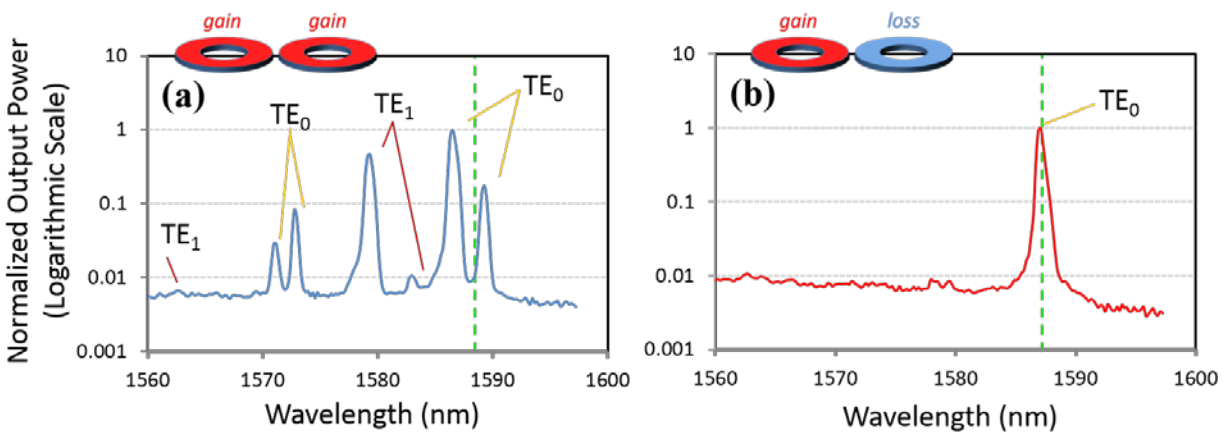 Normalized Output Power
(Logarithmic Scale)
gain gain
(a)
10
1
0.1
0.01
0.001
TE₁
TE₀
TE₁
TE₀
1560 1570 1580 1590 1600
Wavelength (nm)
gain loss
(b)
10
1
0.1
0.01
0.001
TE₀
1560 1570 1580 1590 1600
Wavelength (nm)